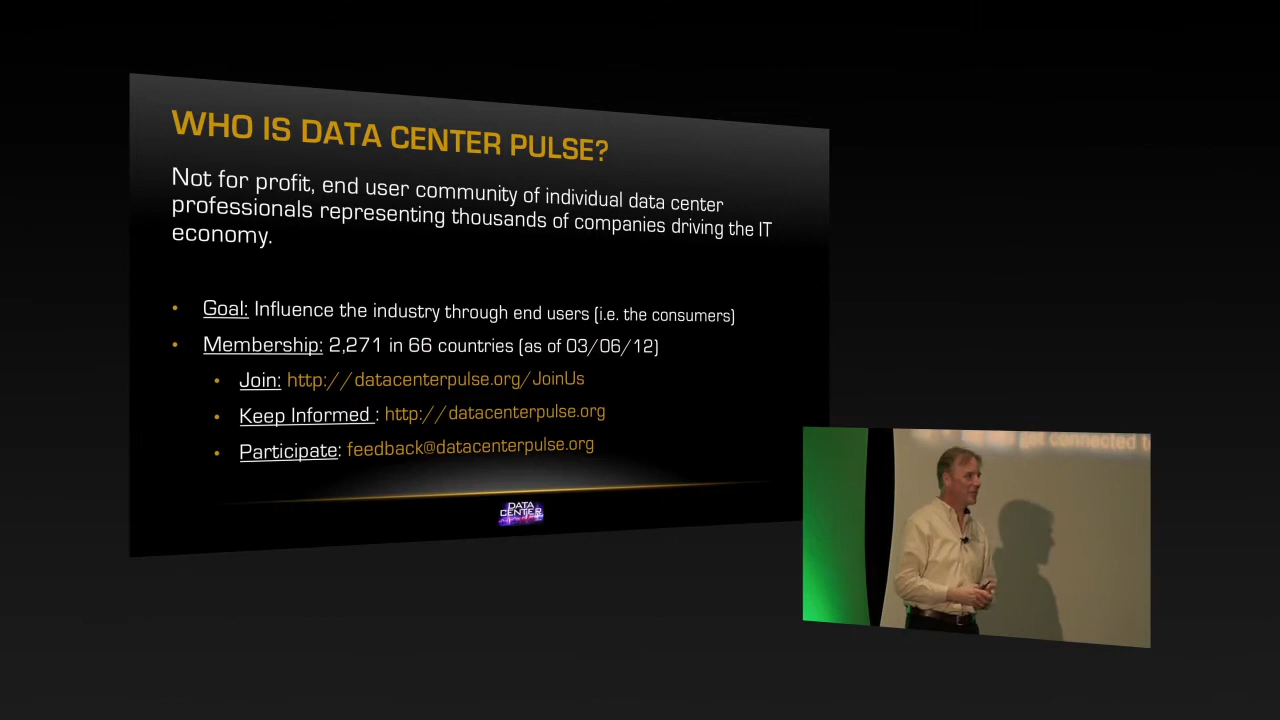 WHO IS DATA CENTER PULSE?
Not for profit, end user community of individual data center
professionals representing thousands of companies driving the IT
economy.
• Goal: Influence the industry through end users (i.e. the consumers)
• Membership: 2,271 in 66 countries (as of 03/06/12)
• Join: http://datacenterpulse.org/JoinUs
• Keep Informed : http://datacenterpulse.org
• Participate: feedback@datacenterpulse.org
DATA
CENTER
get connected t